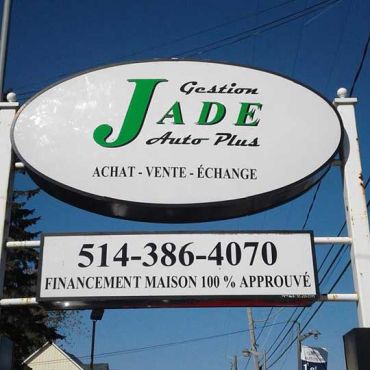 Gestion
JADE
Auto Plus
ACHAT - VENTE - ÉCHANGE
514-386-4070
FINANCEMENT MAISON 100 % APPROUVÉ